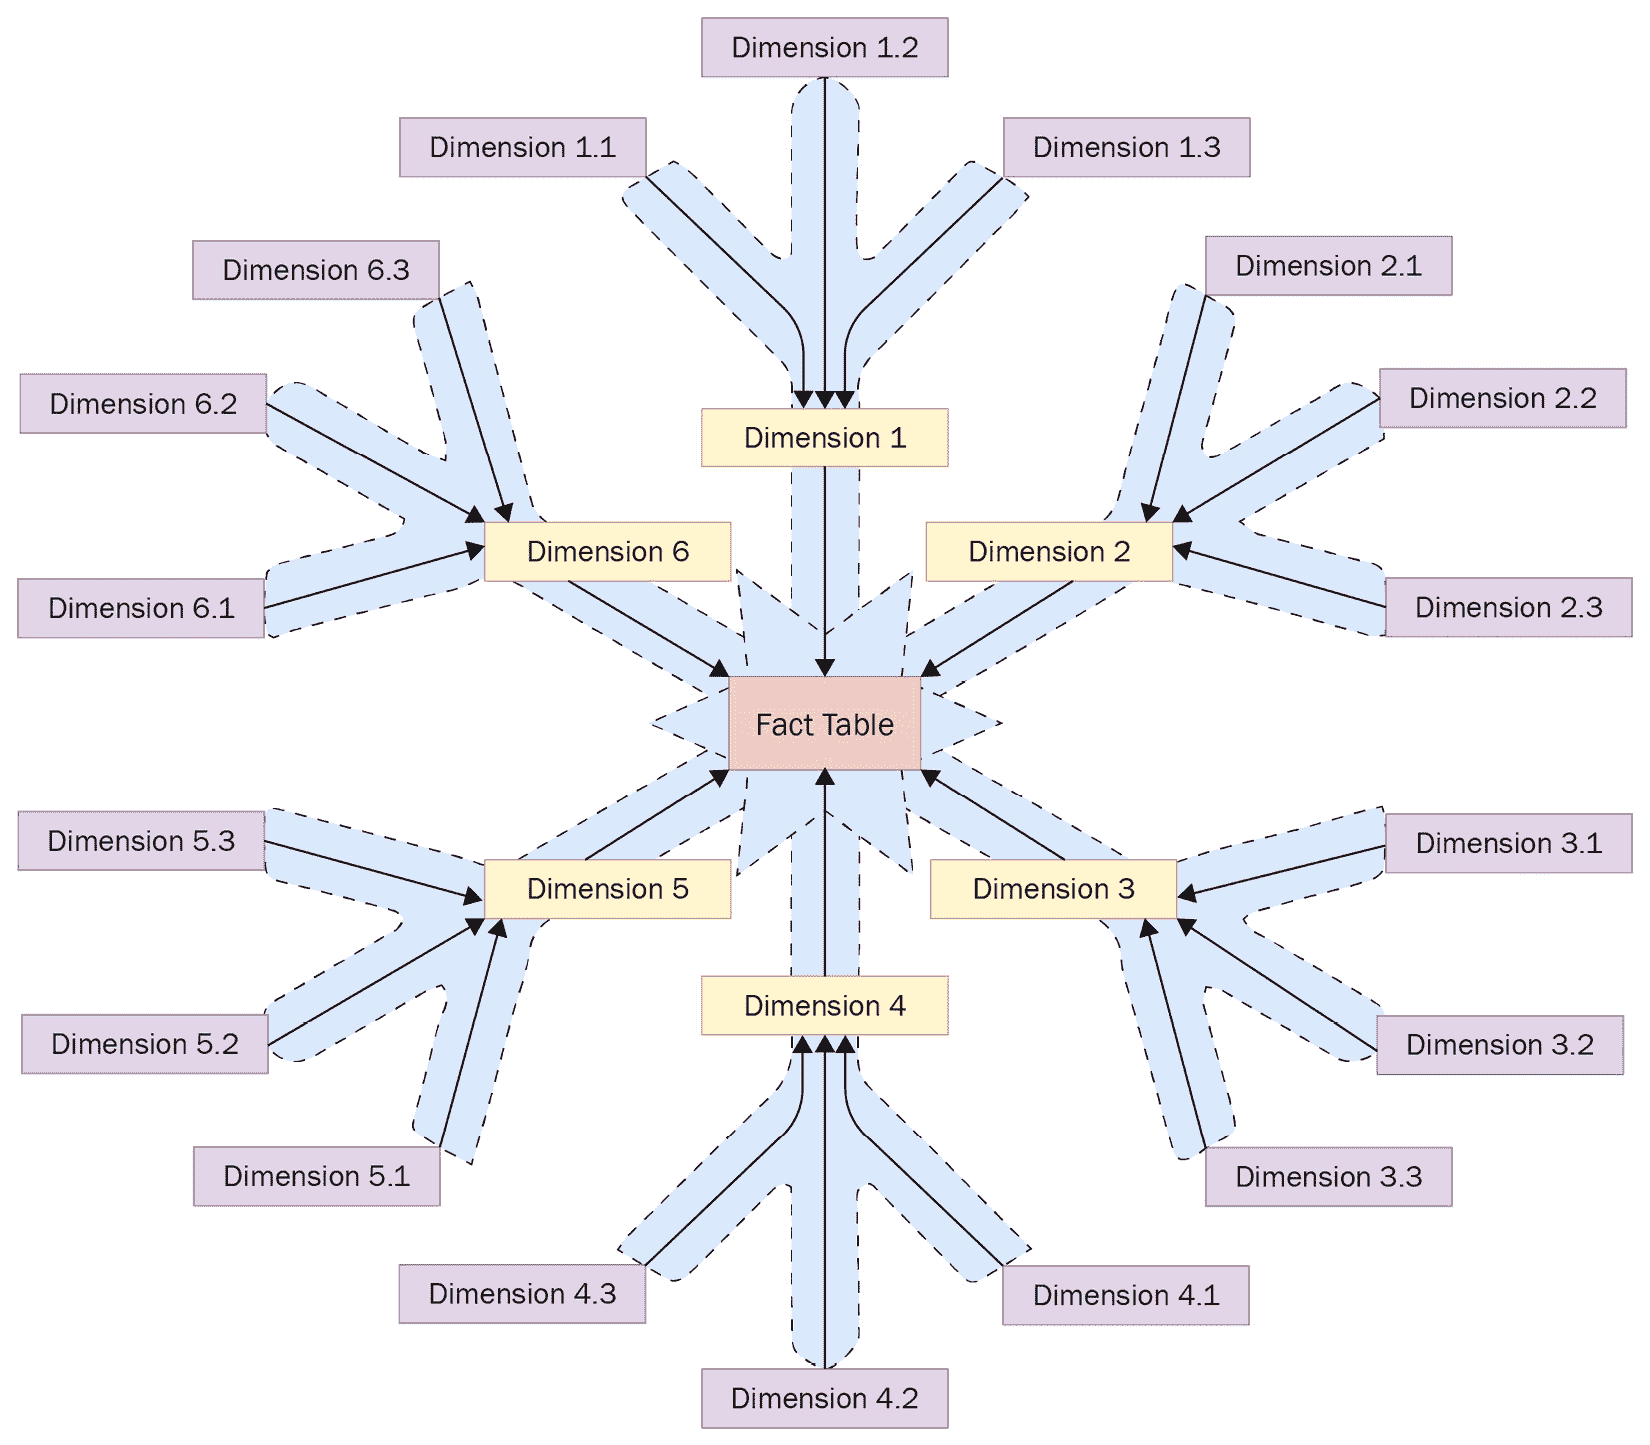 Dimension 1.2
Dimension 1.1
Dimension 1.3
Dimension 6.3
Dimension 2.1
Dimension 6.2
Dimension 2.2
Dimension 1
Dimension 6
Dimension 2
Dimension 6.1
Dimension 2.3
Fact Table
Dimension 5.3
Dimension 3.1
Dimension 5
Dimension 3
Dimension 4
Dimension 5.2
Dimension 3.2
Dimension 5.1
Dimension 3.3
Dimension 4.3
Dimension 4.1
Dimension 4.2